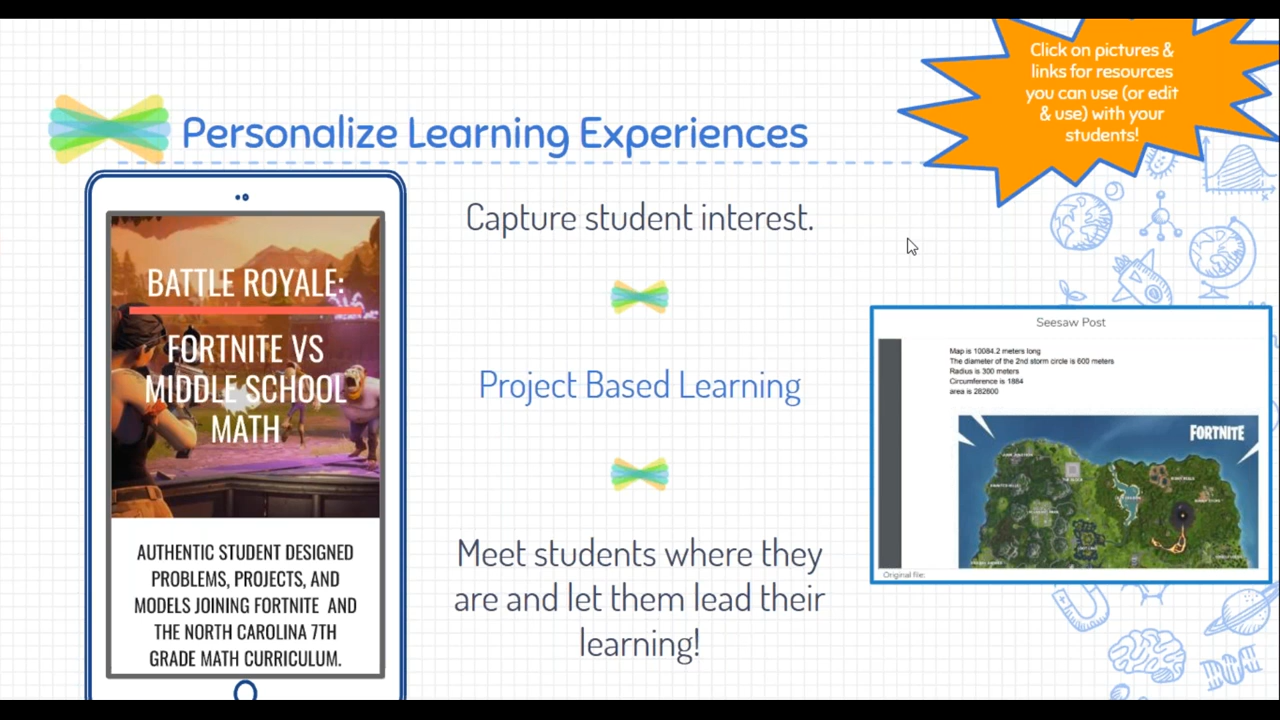 Click on pictures &
links for resources
you can use (or edit
& use) with your
students!
Personalize Learning Experiences
BATTLE ROYALE:
FORTNITE VS
MIDDLE SCHOOL
MATH
AUTHENTIC STUDENT DESIGNED
PROBLEMS, PROJECTS, AND
MODELS JOINING FORTNITE AND
THE NORTH CAROLINA 7TH
GRADE MATH CURRICULUM.
Capture student interest.
Project Based Learning
Meet students where they
are and let them lead their
learning!
Seesaw Post
Map is 10084.2 meters long
The diameter of the 2nd storm circle is 600 meters
Radius is 300 meters
Circumference is 1884
area is 282600
FORTNITE
Original file: